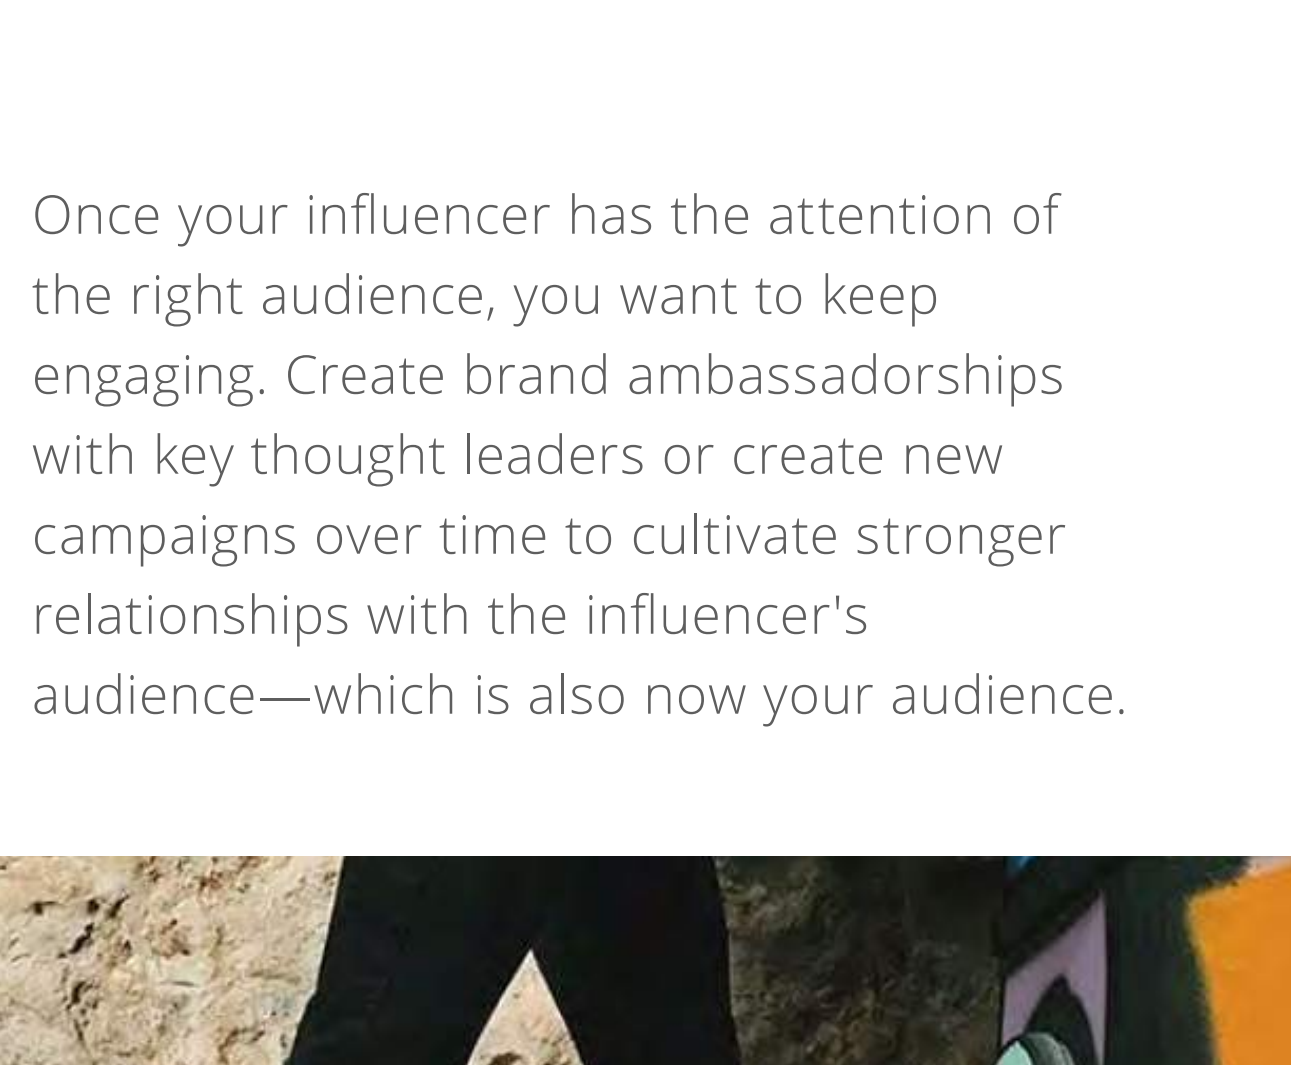 Once your influencer has the attention of
the right audience, you want to keep
engaging. Create brand ambassadorships
with key thought leaders or create new
campaigns over time to cultivate stronger
relationships with the influencer's
audience—which is also now your audience.